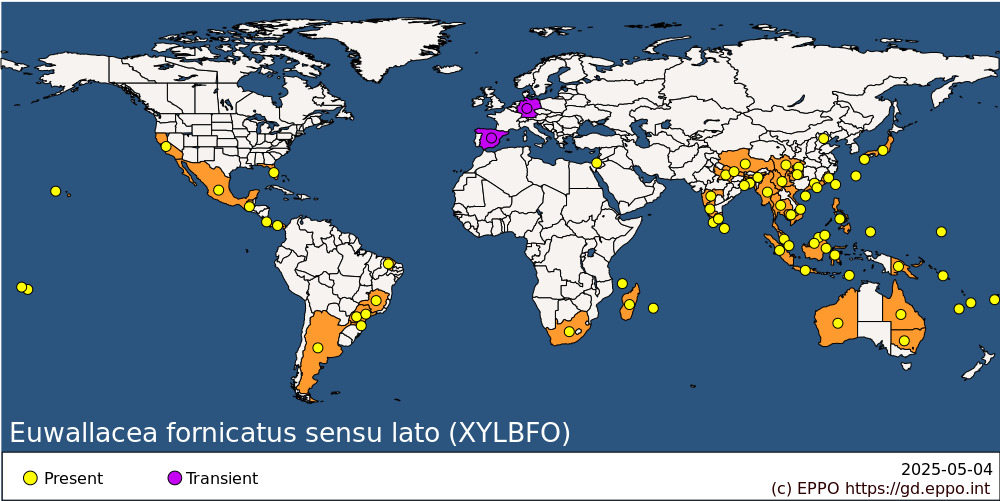 Euwallacea fornicatus sensu lato (XYLBFO)
Present
Transient
2025-05-04
(c) EPPO https://gd.eppo.int